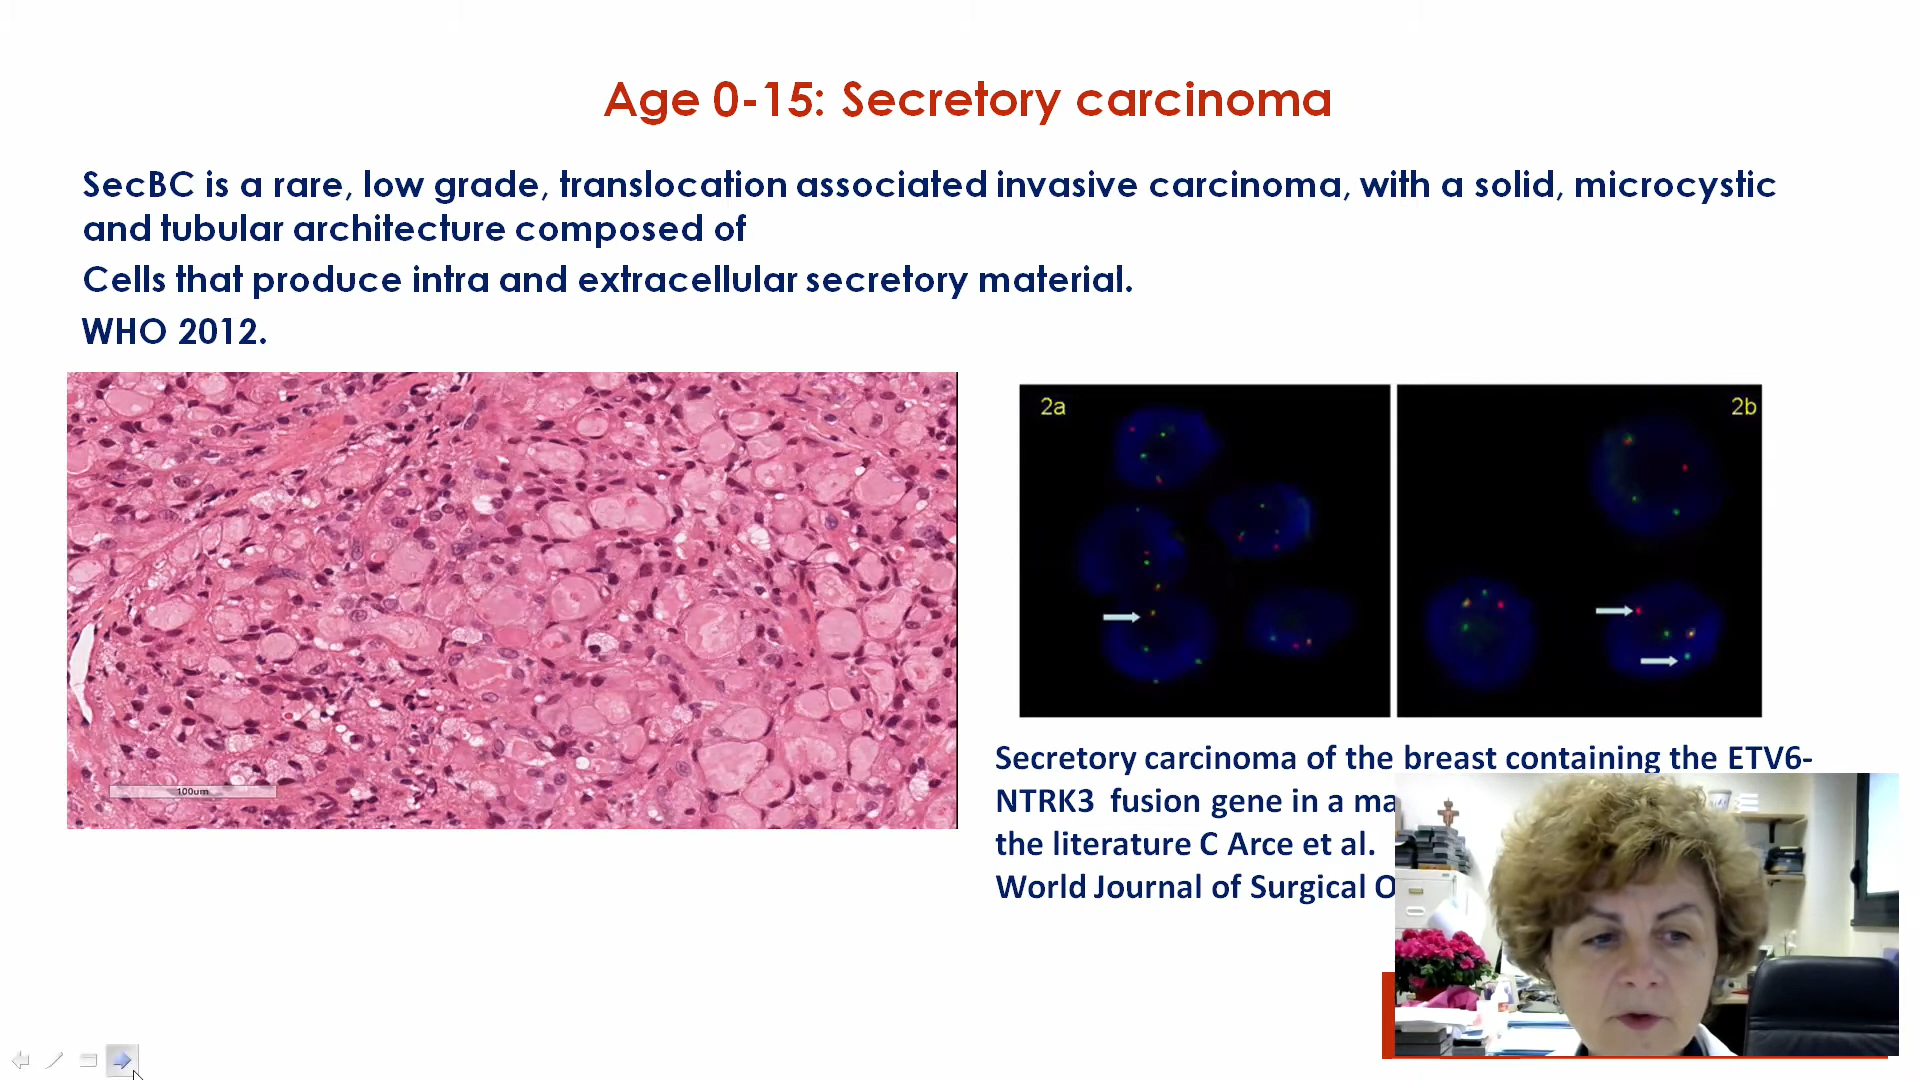 Age 0-15: Secretory carcinoma
SecBC is a rare, low grade, translocation associated invasive carcinoma, with a solid, microcystic
and tubular architecture composed of
Cells that produce intra and extracellular secretory material.
WHO 2012.
2a
2b
100um
Secretory carcinoma of the breast containing the ETV6-
NTRK3 fusion gene in a
the literature C Arce et al.
World Journal of Surgical